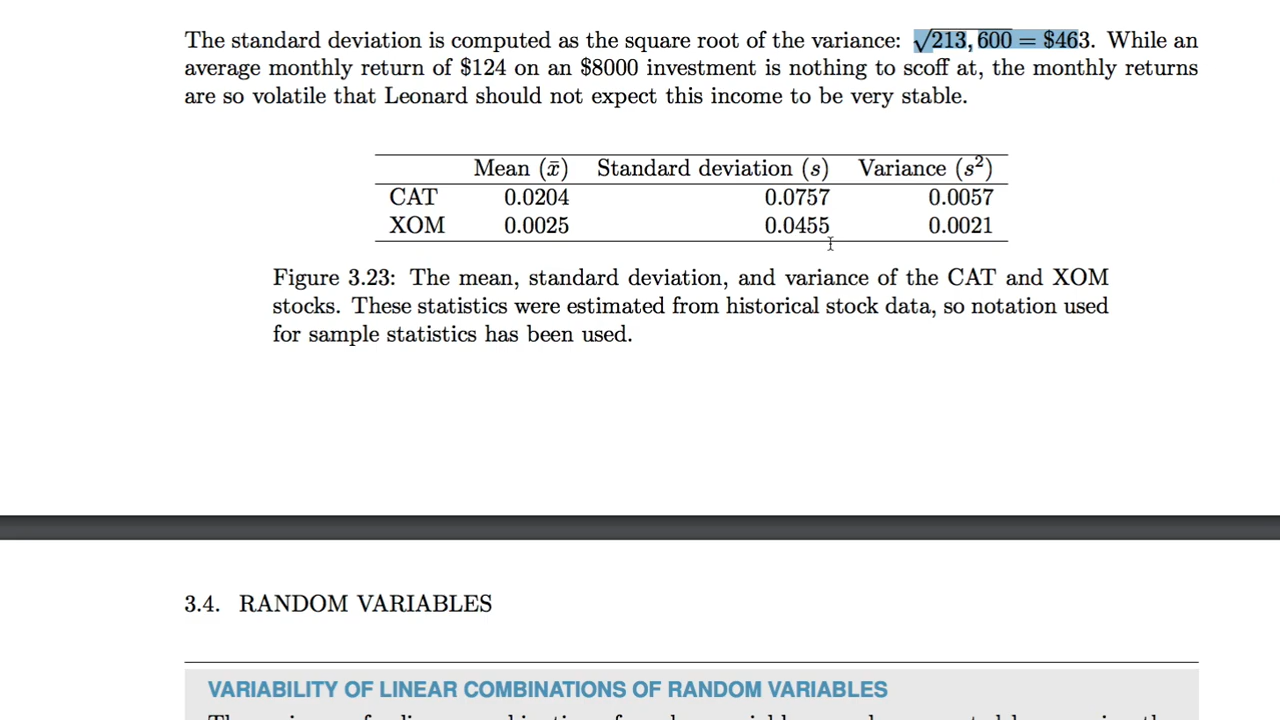 The standard deviation is computed as the square root of the variance: √213, 600 = $463. While an
average monthly return of $124 on an $8000 investment is nothing to scoff at, the monthly returns
are so volatile that Leonard should not expect this income to be very stable.
Mean (x̄) Standard deviation (s) Variance (s²)
CAT 0.0204 0.0757 0.0057
XOM 0.0025 0.0455 0.0021
Figure 3.23: The mean, standard deviation, and variance of the CAT and XOM
stocks. These statistics were estimated from historical stock data, so notation used
for sample statistics has been used.
3.4. RANDOM VARIABLES
VARIABILITY OF LINEAR COMBINATIONS OF RANDOM VARIABLES